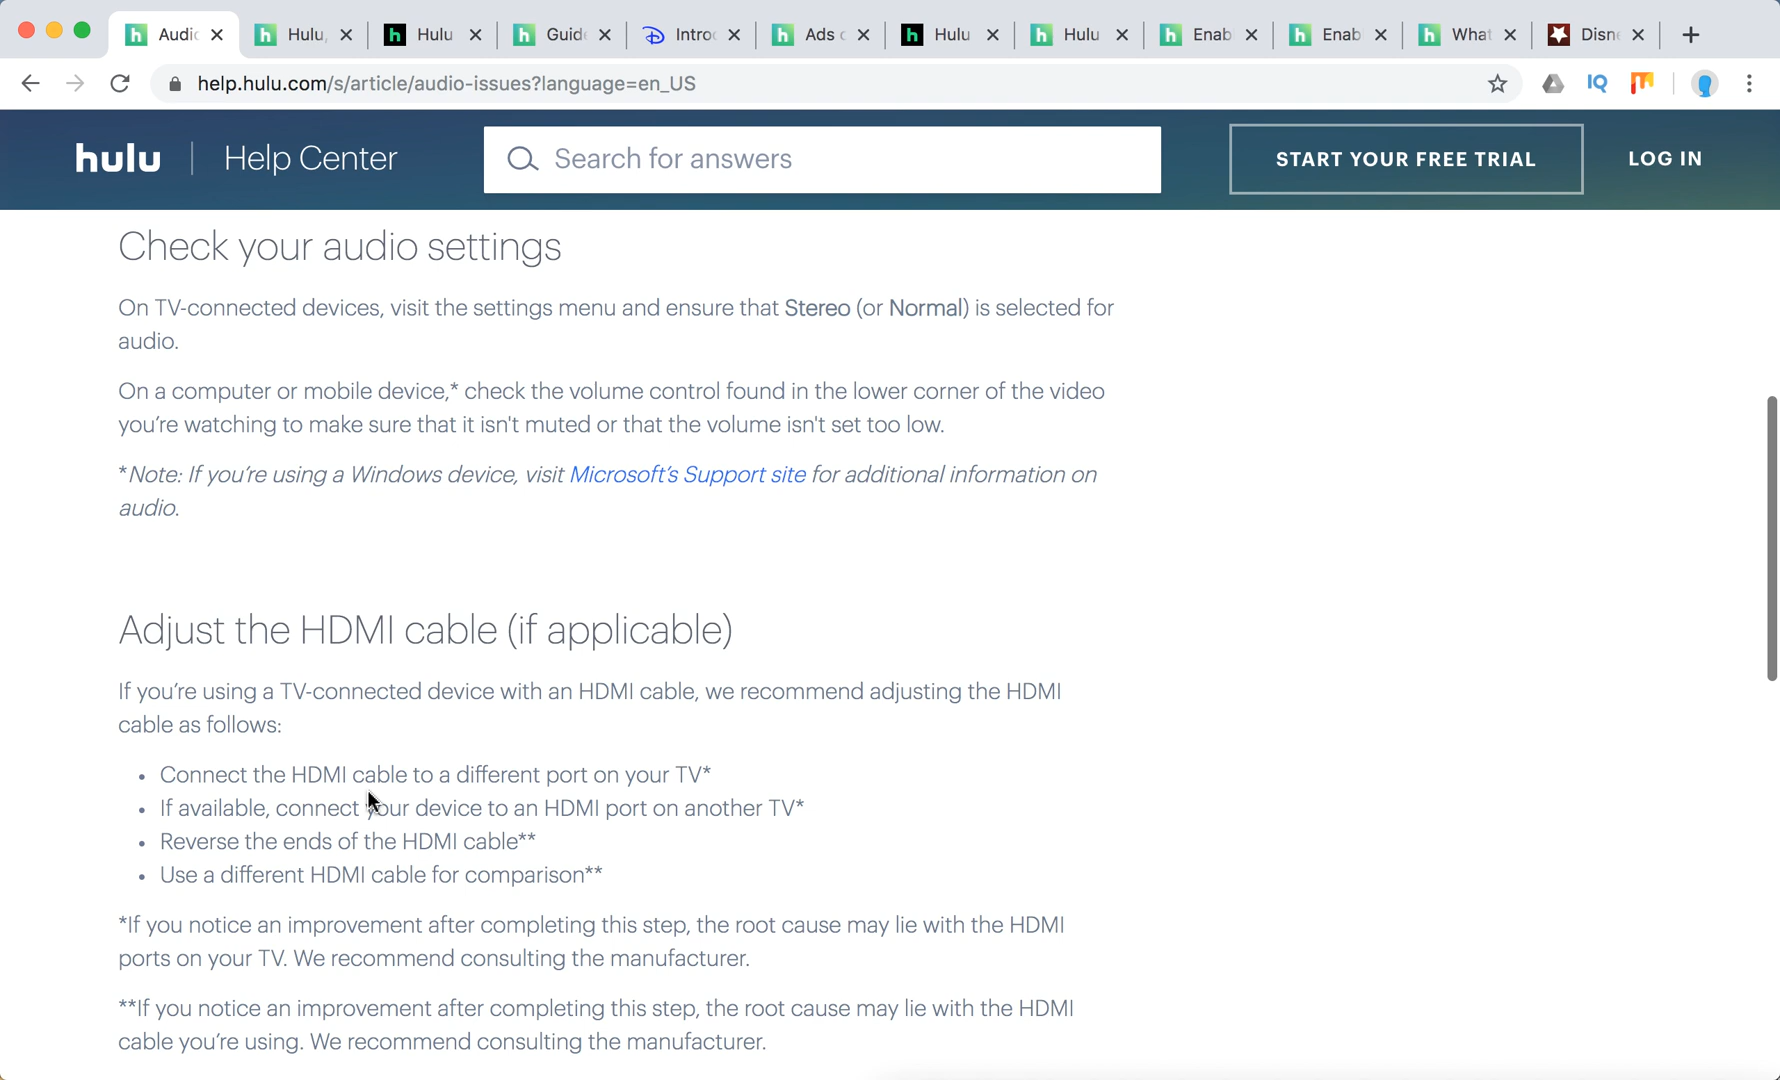 Audic
Hulu,
Hulu
Guid
Intro
Ads
Hulu
Hulu
Enab
Enab
What
Disn
help.hulu.com/s/article/audio-issues?language=en_US
IQ
hulu
Help Center
Search for answers
START YOUR FREE TRIAL
LOG IN
Check your audio settings
On TV-connected devices, visit the settings menu and ensure that Stereo (or Normal) is selected for
audio.
On a computer or mobile device,* check the volume control found in the lower corner of the video
you're watching to make sure that it isn't muted or that the volume isn't set too low.
*Note: If you're using a Windows device, visit Microsoft's Support site for additional information on
audio.
Adjust the HDMI cable (if applicable)
If you're using a TV-connected device with an HDMI cable, we recommend adjusting the HDMI
cable as follows:
• Connect the HDMI cable to a different port on your TV*
• If available, connect your device to an HDMI port on another TV*
• Reverse the ends of the HDMI cable**
• Use a different HDMI cable for comparison**
*If you notice an improvement after completing this step, the root cause may lie with the HDMI
ports on your TV. We recommend consulting the manufacturer.
**If you notice an improvement after completing this step, the root cause may lie with the HDMI
cable you're using. We recommend consulting the manufacturer.